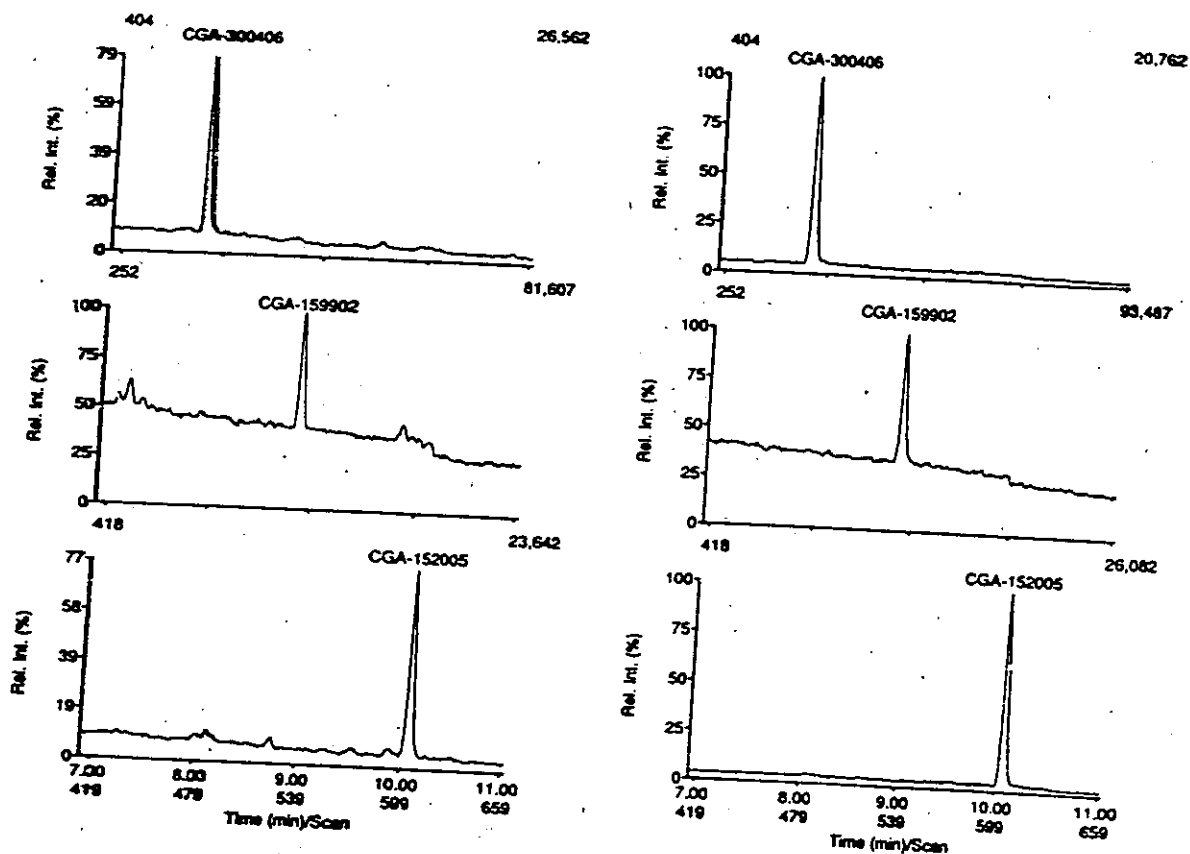 404 CGA-300406 26,562
79
59
39
20
0
Rel. Int. (%)
252 81,607
CGA-159902
100
75
50
25
0
Rel. Int. (%)
418 23,642
CGA-152005
77
58
39
19
0
Rel. Int. (%)
7.00 8.00 9.00 10.00 11.00
419 479 539 599 659
Time (min)/Scan
404 CGA-300406 20,762
100
75
50
25
0
Rel. Int. (%)
252 93,487
CGA-159902
100
75
50
25
0
Rel. Int. (%)
418 26,082
CGA-152005
100
75
50
25
0
Rel. Int. (%)
7.00 8.00 9.00 10.00 11.00
419 479 539 599 659
Time (min)/Scan